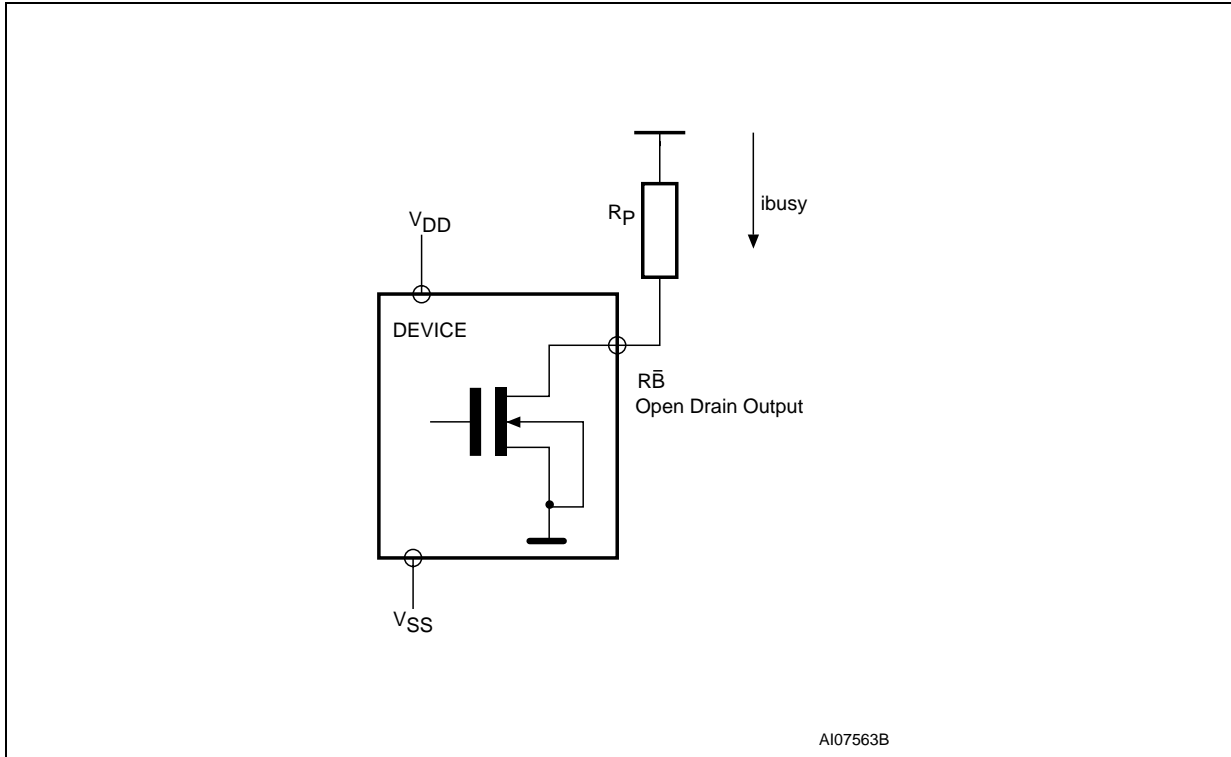 RP
ibusy
VDD
DEVICE
RB̅
Open Drain Output
VSS
AI07563B